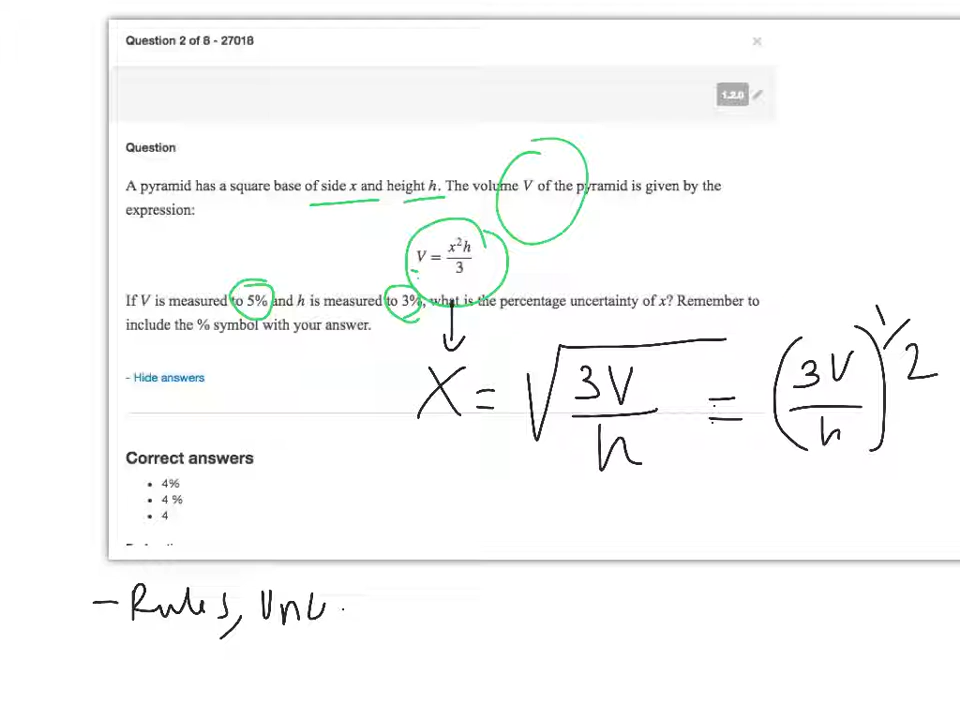 Question 2 of 8 - 27018
×
1.2.0
Question
A pyramid has a square base of side x and height h. The volume V of the pyramid is given by the
expression:
V = x²h / 3
If V is measured to 5% and h is measured to 3%, what is the percentage uncertainty of x? Remember to
include the % symbol with your answer.
- Hide answers
X = √(3V / h) = (3V / h)^1/2
Correct answers
• 4%
• 4 %
• 4
- Rules, Unc.